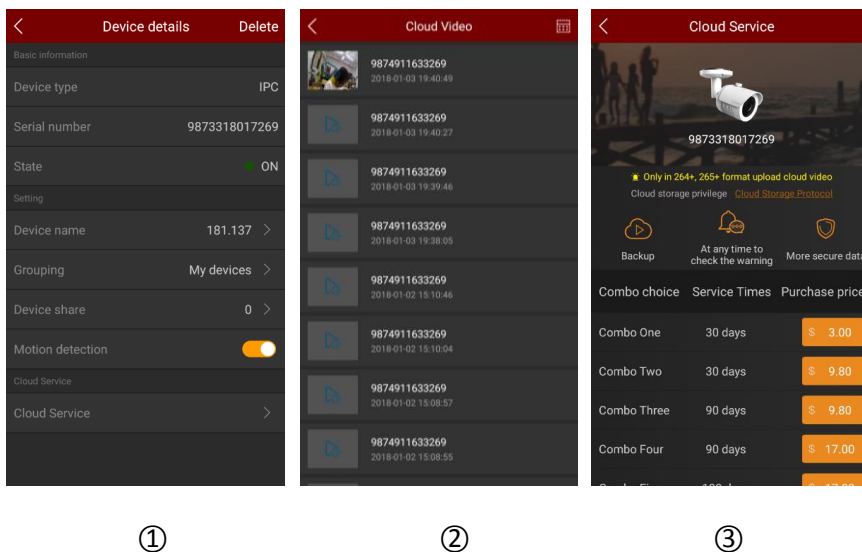 Device details
Delete
Basic information
Device type
IPC
Serial number
9873318017269
State
ON
Setting
Device name
181.137
Grouping
My devices
Device share
0
Motion detection
Cloud Service
Cloud Service
①
Cloud Video
9874911633269
2018-01-03 19:40:49
9874911633269
2018-01-03 19:40:27
9874911633269
2018-01-03 19:39:46
9874911633269
2018-01-03 19:38:05
9874911633269
2018-01-02 15:10:46
9874911633269
2018-01-02 15:10:04
9874911633269
2018-01-02 15:08:57
9874911633269
2018-01-02 15:08:55
②
Cloud Service
9873318017269
Only in 264+, 265+ format upload cloud video
Cloud storage privilege Cloud Storage Protocol
Backup
At any time to
check the warning
More secure data
Combo choice Service Times Purchase price
Combo One 30 days $ 3.00
Combo Two 30 days $ 9.80
Combo Three 90 days $ 9.80
Combo Four 90 days $ 17.00
③